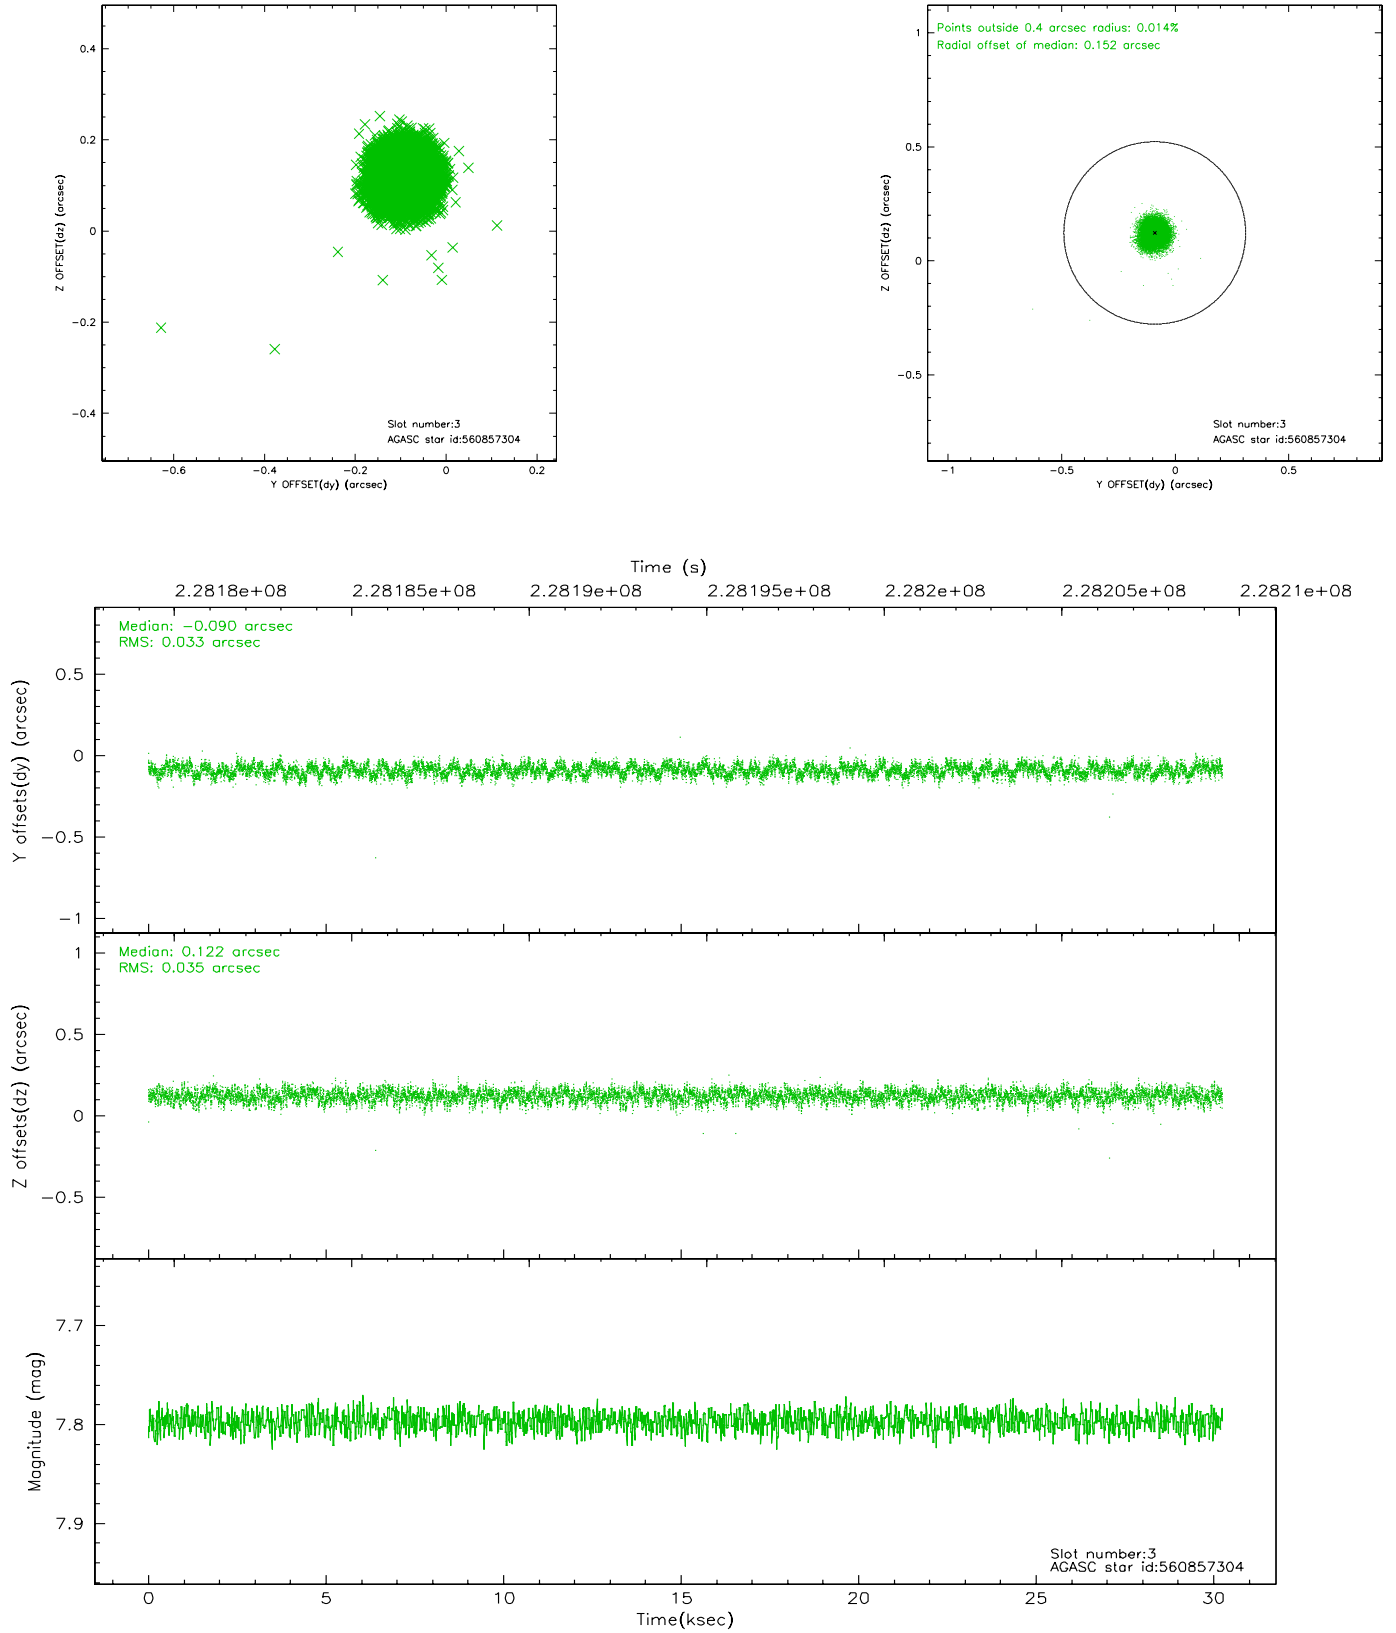 0.4
0.2
0
−0.2
−0.4
Z OFFSET(dz) (arcsec)
Slot number:3
AGASC star id:560857304
−0.6 −0.4 −0.2 0 0.2
Y OFFSET(dy) (arcsec)
Points outside 0.4 arcsec radius: 0.014%
Radial offset of median: 0.152 arcsec
1
0.5
0
−0.5
Z OFFSET(dz) (arcsec)
Slot number:3
AGASC star id:560857304
−1 −0.5 0 0.5
Y OFFSET(dy) (arcsec)
Time (s)
2.2818e+08 2.28185e+08 2.2819e+08 2.28195e+08 2.282e+08 2.28205e+08 2.2821e+08
Median: −0.090 arcsec
RMS: 0.033 arcsec
0.5
0
−0.5
−1
Y offsets(dy) (arcsec)
Median: 0.122 arcsec
RMS: 0.035 arcsec
1
0.5
0
−0.5
Z offsets(dz) (arcsec)
7.7
7.8
7.9
Magnitude (mag)
Slot number:3
AGASC star id:560857304
0 5 10 15 20 25 30
Time(ksec)